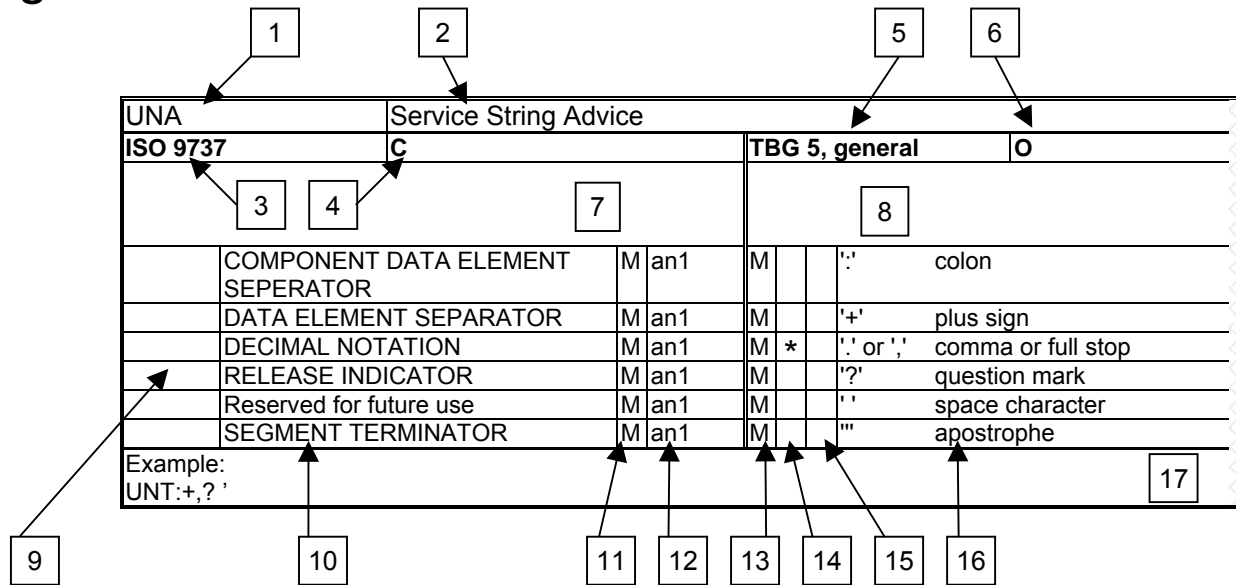 g
1 2 5 6
UNA Service String Advice
ISO 9737 C TBG 5, general O
3 4 7 8
COMPONENT DATA ELEMENT M an1 M ':' colon
SEPERATOR
DATA ELEMENT SEPARATOR M an1 M '+' plus sign
DECIMAL NOTATION M an1 M * '.' or ',' comma or full stop
RELEASE INDICATOR M an1 M '?' question mark
Reserved for future use M an1 M ' ' space character
SEGMENT TERMINATOR M an1 M ''' apostrophe
Example:
UNT:+,? ’ 17
9 10 11 12 13 14 15 16